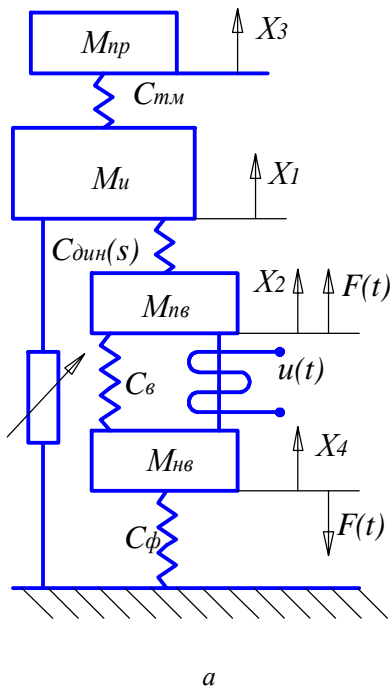 Mпр
X3
Cтм
Mи
X1
Cдин(s)
Mпв
X2
F(t)
Cв
u(t)
Mнв
X4
Cф
F(t)
а